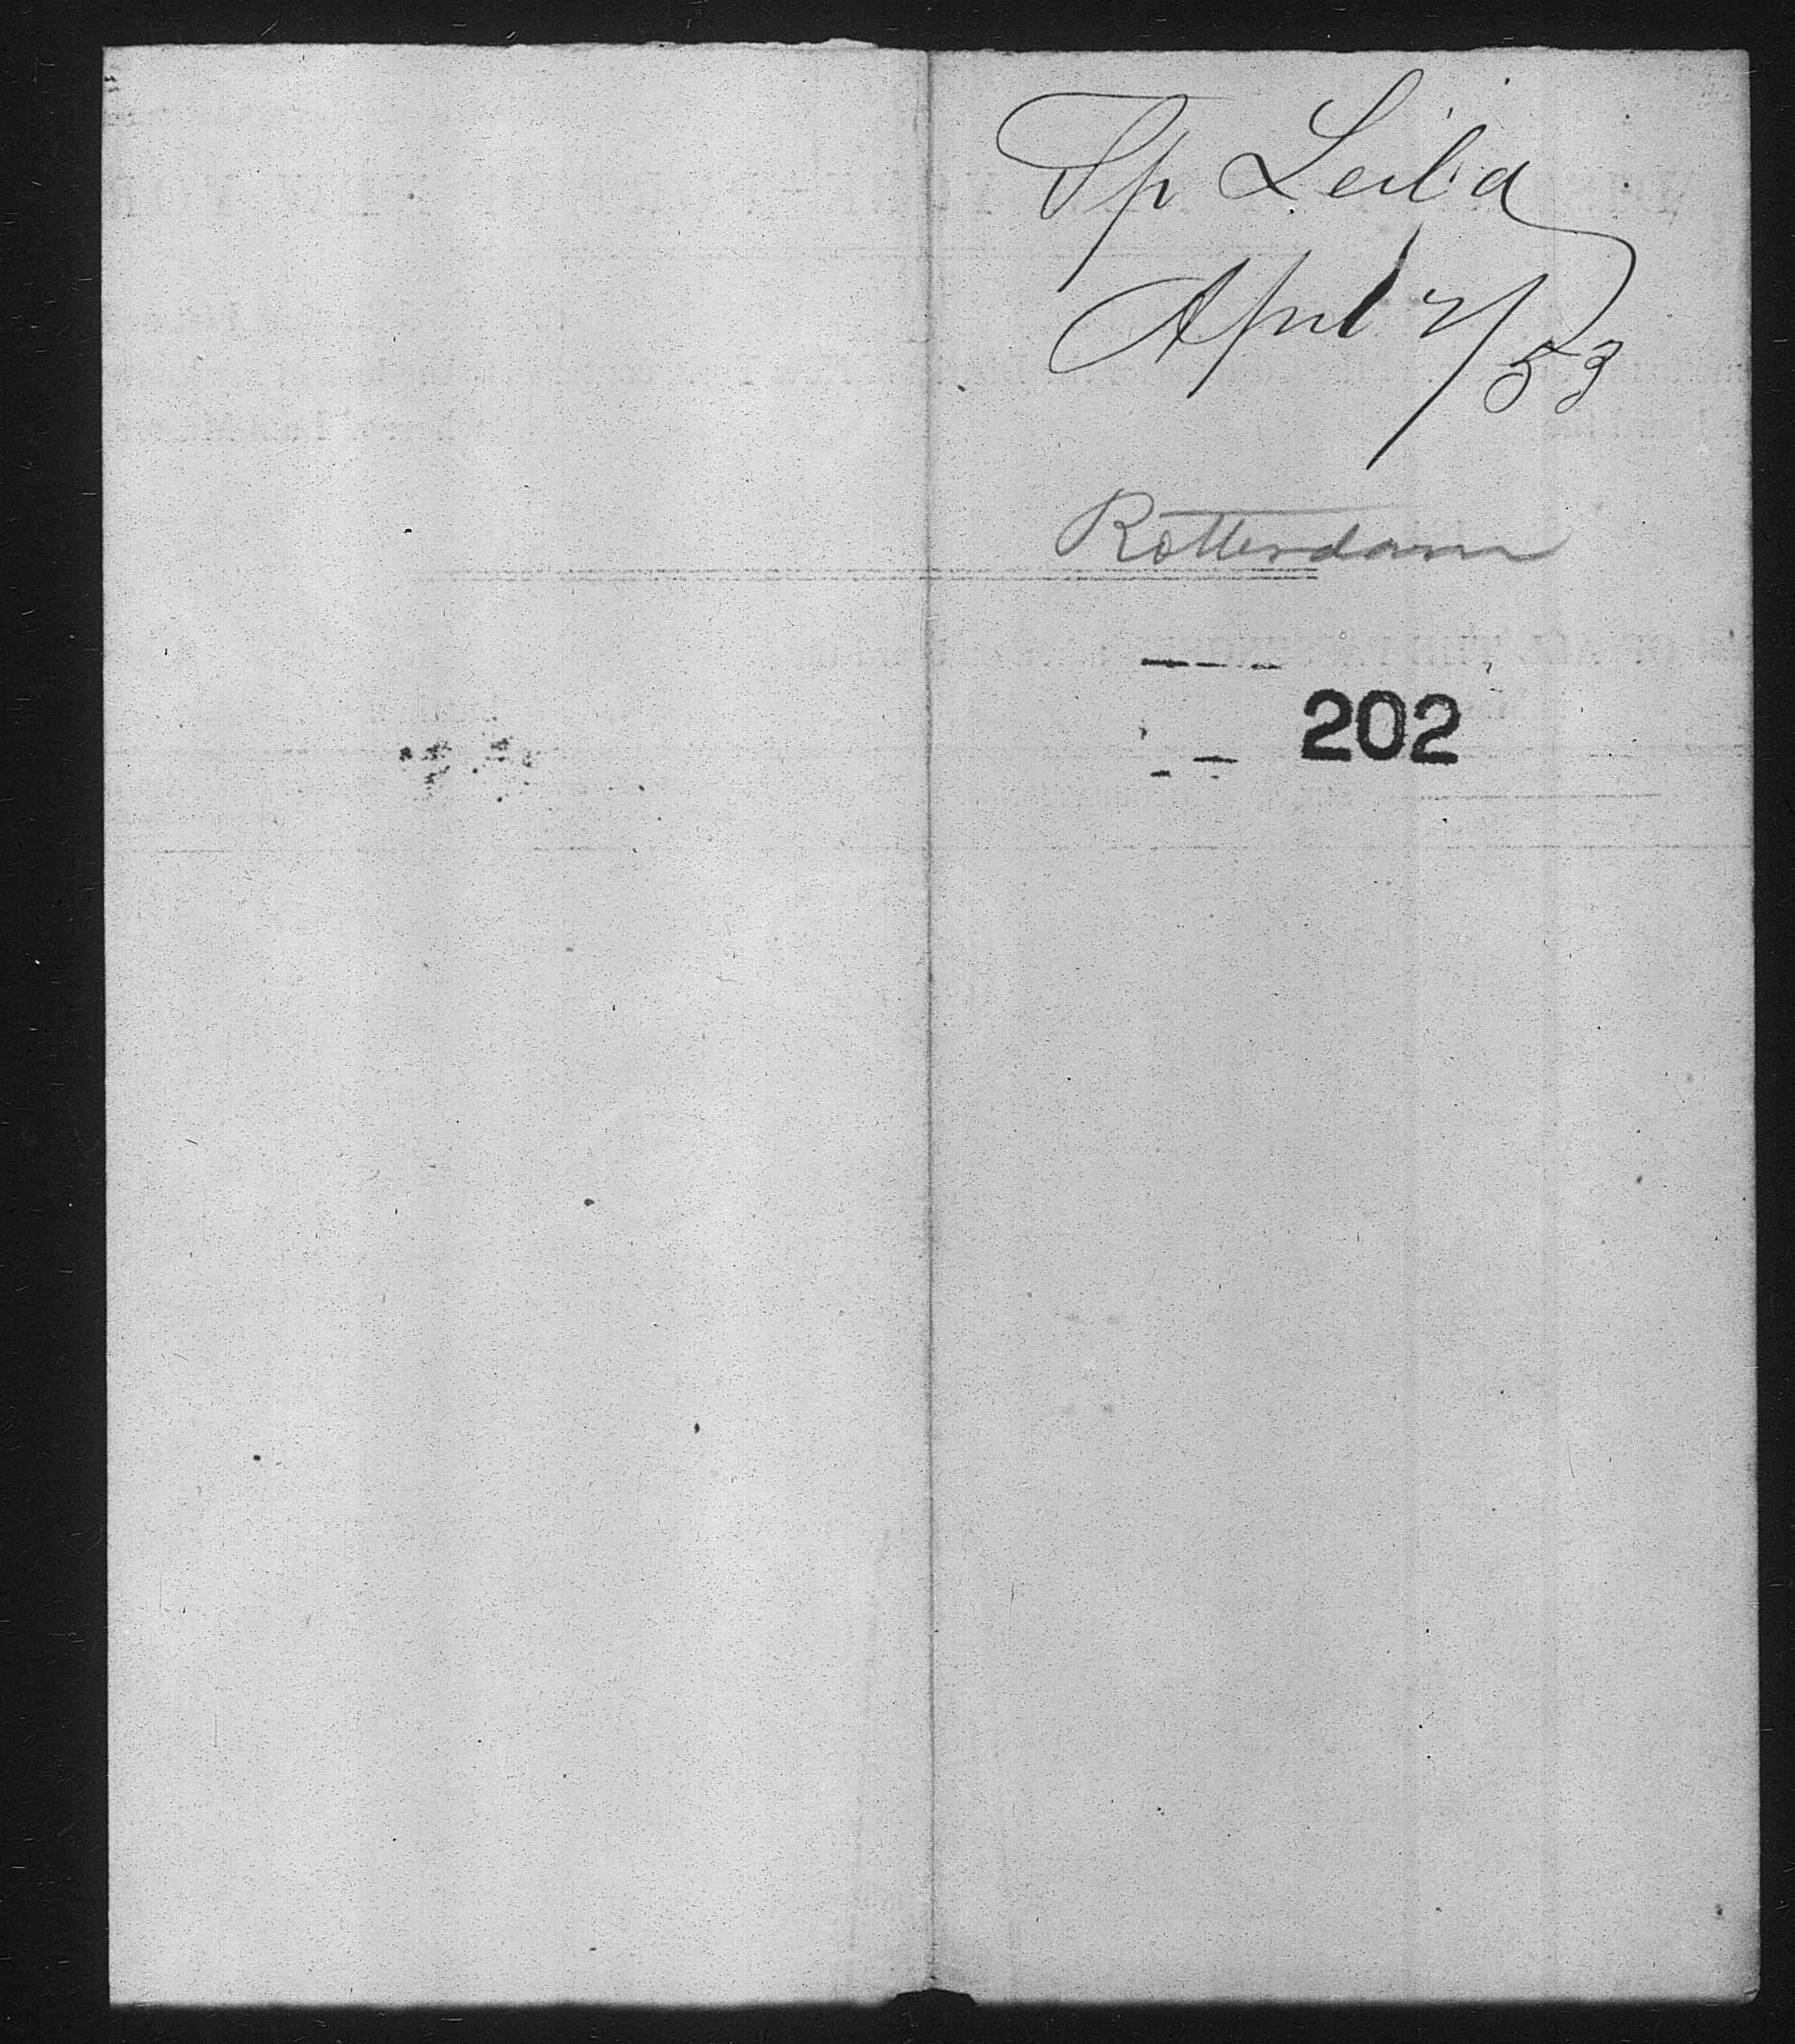 Sp Leila
April 2/53
Rotterdam
202